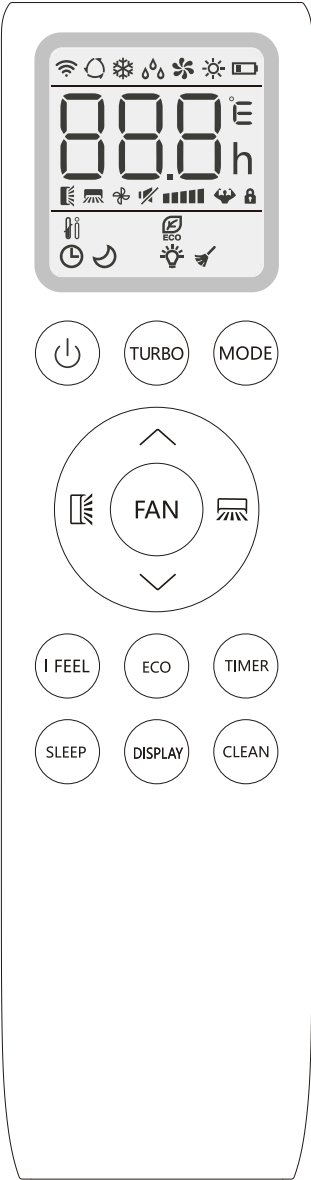 88.8°E
h
ECO
TURBO MODE
FAN
I FEEL ECO TIMER
SLEEP DISPLAY CLEAN